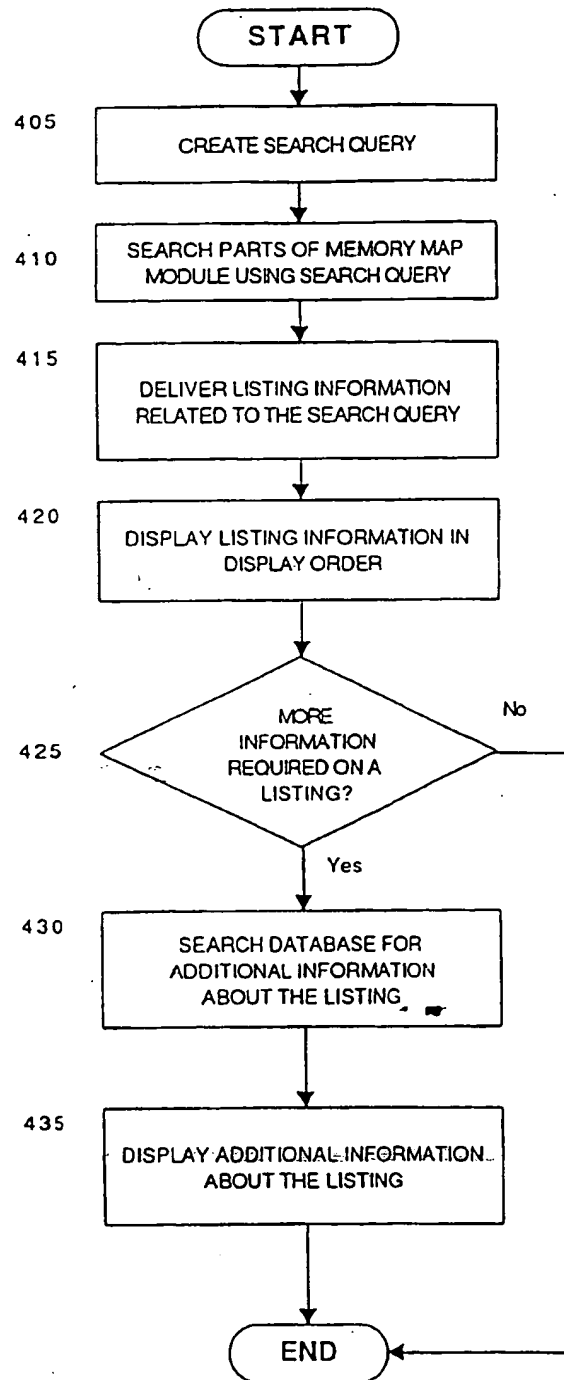 START
405
CREATE SEARCH QUERY
410
SEARCH PARTS OF MEMORY MAP
MODULE USING SEARCH QUERY
415
DELIVER LISTING INFORMATION
RELATED TO THE SEARCH QUERY
420
DISPLAY LISTING INFORMATION IN
DISPLAY ORDER
425
MORE
INFORMATION
REQUIRED ON A
LISTING?
No
Yes
430
SEARCH DATABASE FOR
ADDITIONAL INFORMATION
ABOUT THE LISTING
435
DISPLAY ADDITIONAL INFORMATION
ABOUT THE LISTING
END